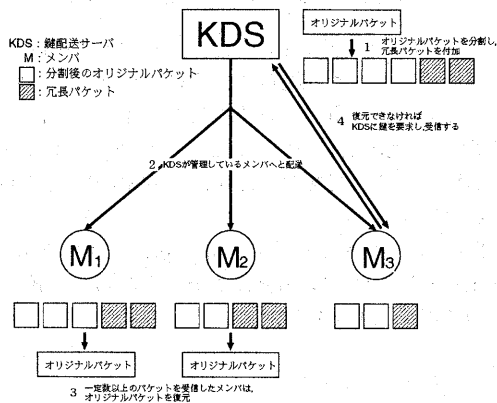 KDS
KDS：鍵配送サーバ
M：メンバ
：分割後のオリジナルパケット
：冗長パケット
オリジナルパケット
1 オリジナルパケットを分割し,
冗長パケットを付加
4 復元できなければ
KDSに鍵を要求し,受信する
2 KDSが管理しているメンバへと配送
M1
M2
M3
オリジナルパケット
オリジナルパケット
3 一定数以上のパケットを受信したメンバは,
オリジナルパケットを復元